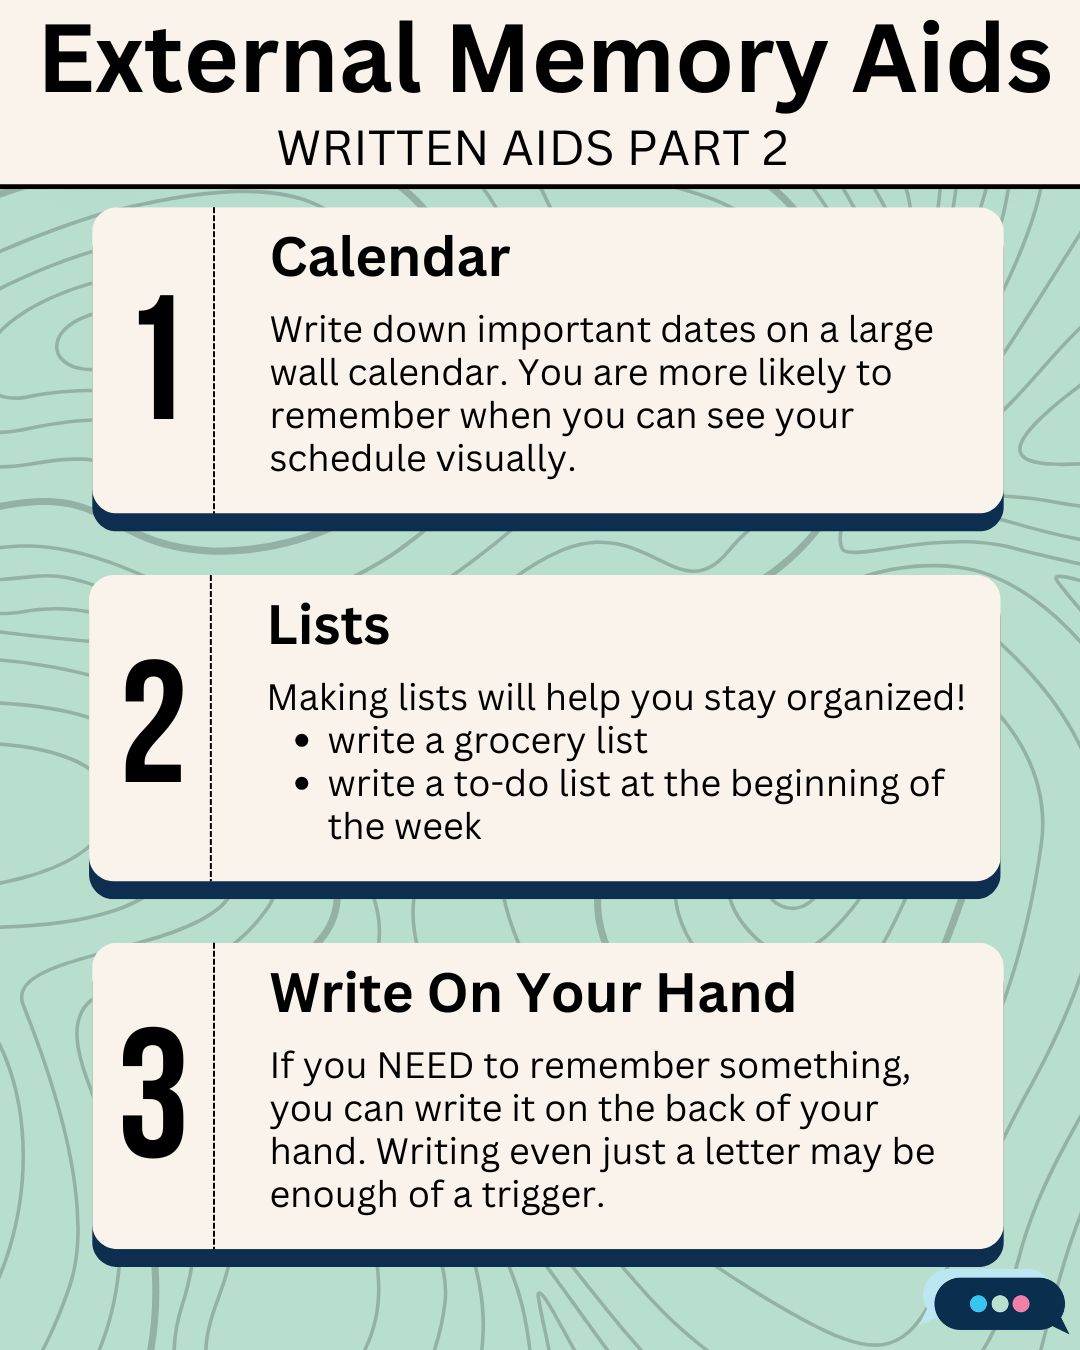 External Memory Aids
WRITTEN AIDS PART 2
1
Calendar
Write down important dates on a large
wall calendar. You are more likely to
remember when you can see your
schedule visually.
2
Lists
Making lists will help you stay organized!
• write a grocery list
• write a to-do list at the beginning of
the week
3
Write On Your Hand
If you NEED to remember something,
you can write it on the back of your
hand. Writing even just a letter may be
enough of a trigger.